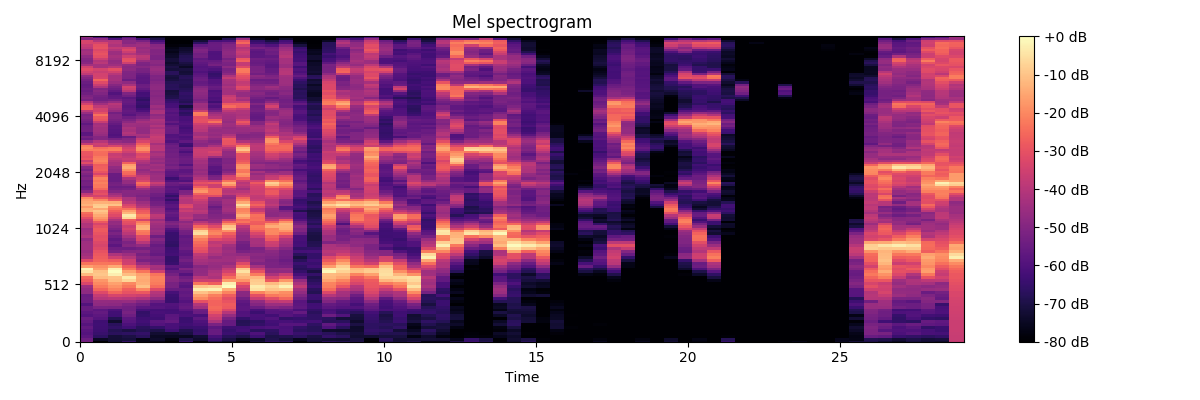 Mel spectrogram
8192
4096
2048
1024
512
0
Hz
0 5 10 15 20 25
Time
+0 dB
-10 dB
-20 dB
-30 dB
-40 dB
-50 dB
-60 dB
-70 dB
-80 dB